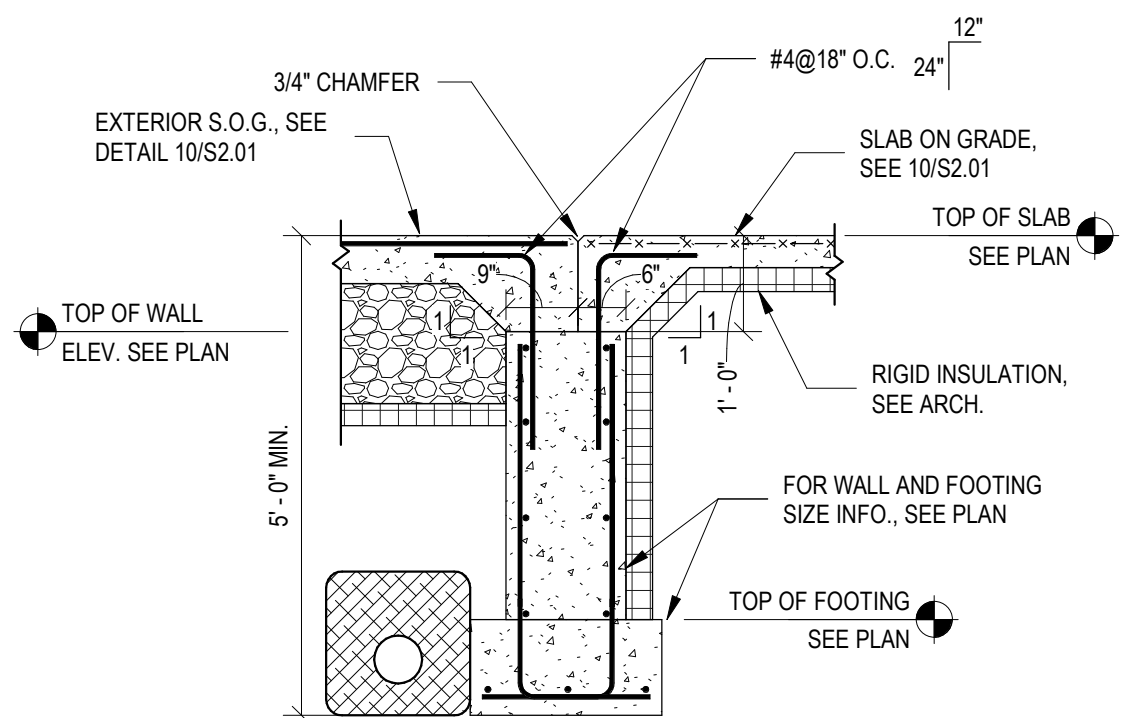 12"
#4@18" O.C.
24"
3/4" CHAMFER
EXTERIOR S.O.G., SEE
DETAIL 10/S2.01
SLAB ON GRADE,
SEE 10/S2.01
TOP OF SLAB
SEE PLAN
9"
6"
TOP OF WALL
ELEV. SEE PLAN
1
1
1
1
1' - 0"
RIGID INSULATION,
SEE ARCH.
5' - 0" MIN.
FOR WALL AND FOOTING
SIZE INFO., SEE PLAN
TOP OF FOOTING
SEE PLAN